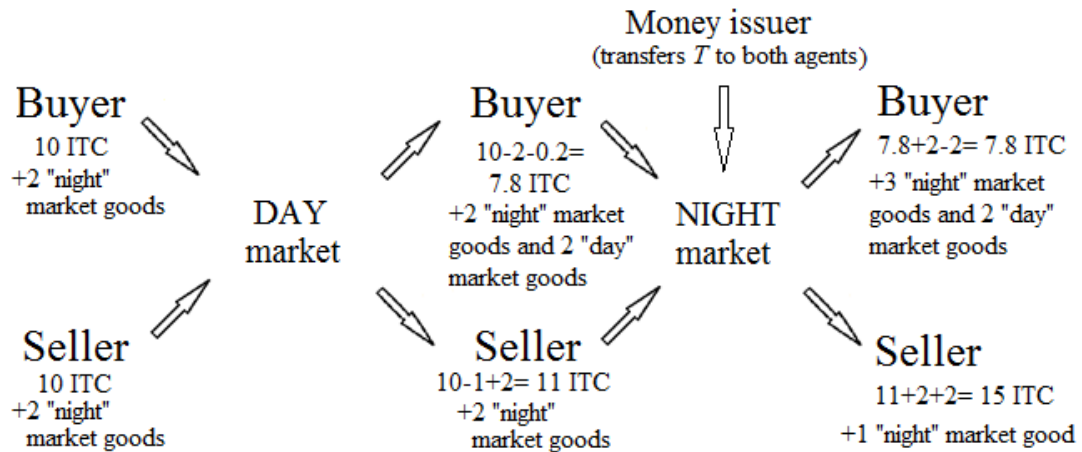 Money issuer
(transfers T to both agents)
Buyer
10 ITC
+2 "night"
market goods
Seller
10 ITC
+2 "night"
market goods
DAY
market
Buyer
10-2-0.2=
7.8 ITC
+2 "night" market
goods and 2 "day"
market goods
Seller
10-1+2= 11 ITC
+2 "night"
market goods
NIGHT
market
Buyer
7.8+2-2= 7.8 ITC
+3 "night" market
goods and 2 "day"
market goods
Seller
11+2+2= 15 ITC
+1 "night" market good